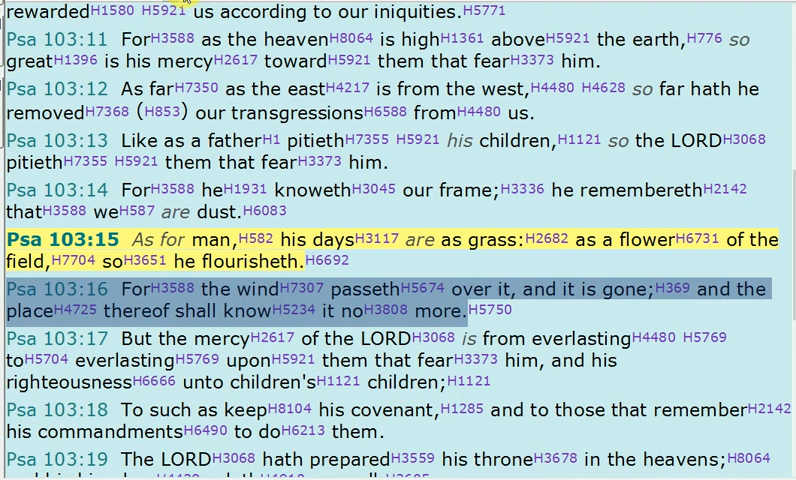 rewardedH1580 H5921 us according to our iniquities.H5771
Psa 103:11 ForH3588 as the heavenH8064 is highH1361 aboveH5921 the earth,H776 so
greatH1396 is his mercyH2617 towardH5921 them that fearH3373 him.
Psa 103:12 As farH7350 as the eastH4217 is from the west,H4480 H4628 so far hath he
removedH7368 (H853) our transgressionsH6588 fromH4480 us.
Psa 103:13 Like as a fatherH1 pitiethH7355 H5921 his children,H1121 so the LORDH3068
pitiethH7355 H5921 them that fearH3373 him.
Psa 103:14 ForH3588 heH1931 knowethH3045 our frame;H3336 he temperamentH2142
thatH3588 weH587 are dust.H6083
Psa 103:15 As for man,H582 his daysH3117 are as grass:H2682 as a flowerH6731 of the
field,H7704 soH3651 he flourisheth.H6692
Psa 103:16 ForH3588 the windH7307 passethH5674 over it, and it is gone;H369 and the
placeH4725 thereof shall knowH5234 it noH3808 more.H5750
Psa 103:17 But the mercyH2617 of the LORDH3068 is from everlastingH4480 H5769
toH5704 everlastingH5769 uponH5921 them that fearH3373 him, and his
righteousnessH6666 unto children'sH1121 children;H1121
Psa 103:18 To such as keepH8104 his covenant,H1285 and to those that rememberH2142
his commandmentsH6490 to doH6213 them.
Psa 103:19 The LORDH3068 hath preparedH3559 his throneH3678 in the heavens;H8064